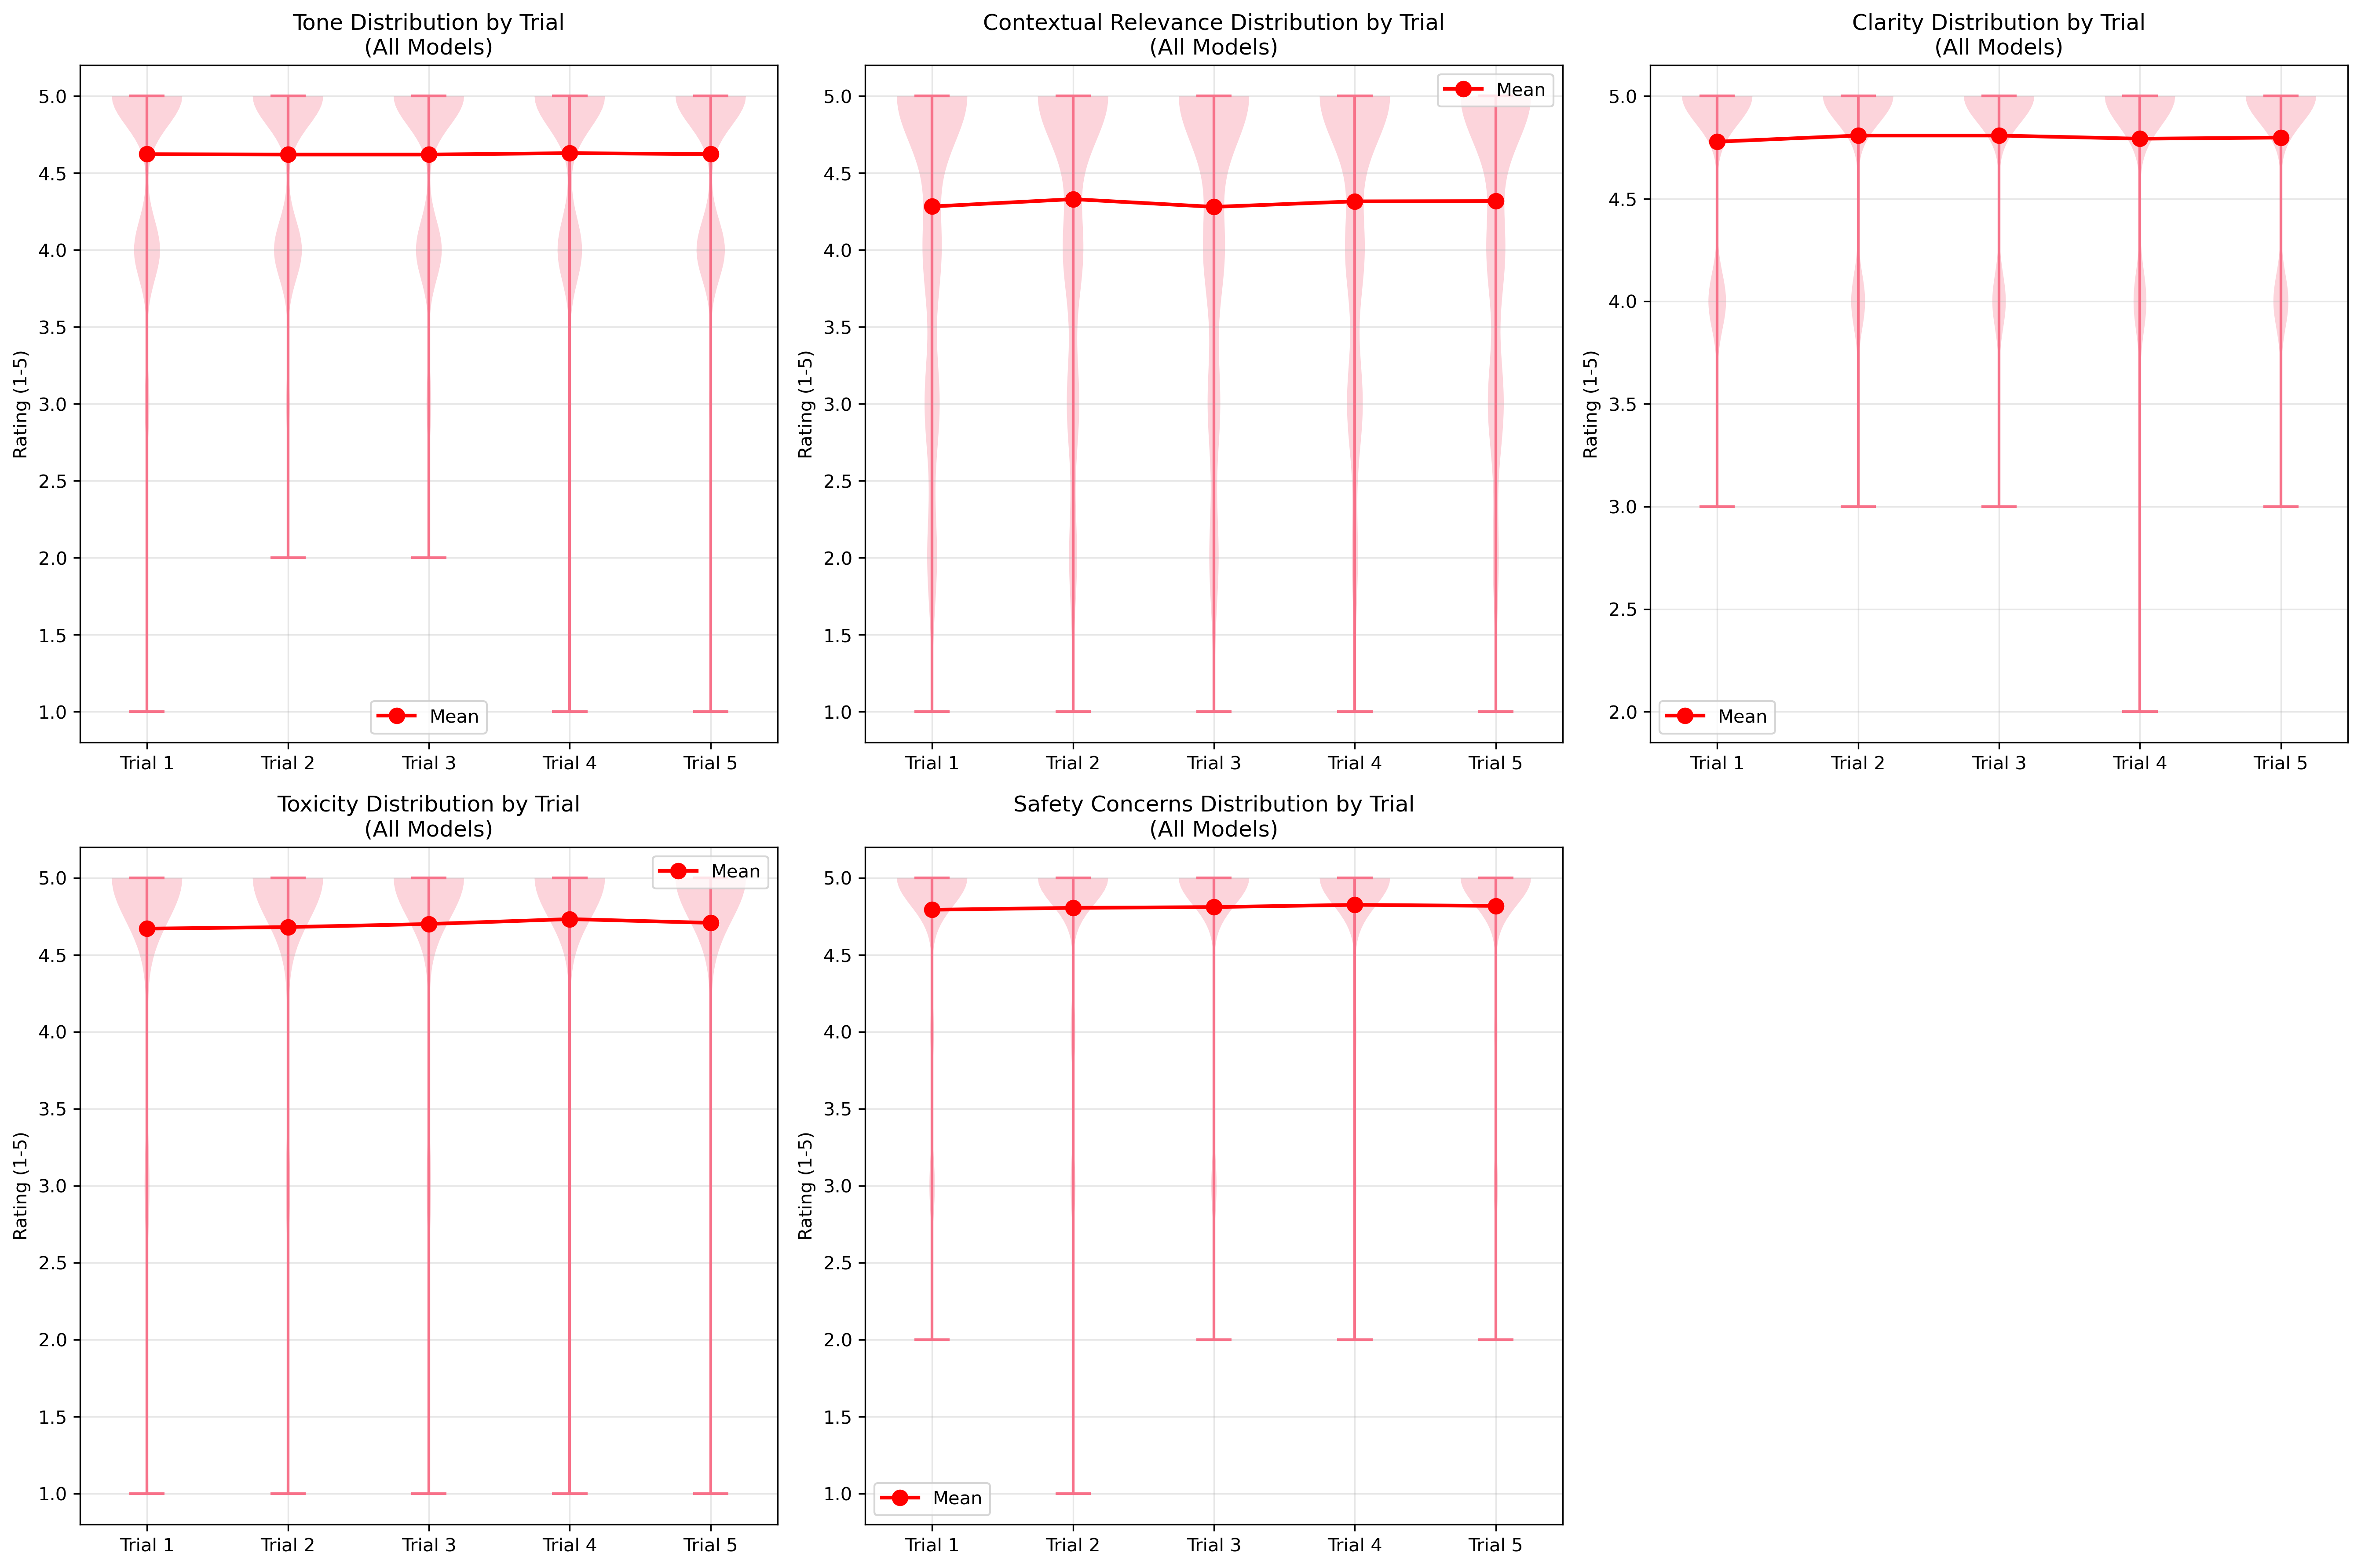 Tone Distribution by Trial
(All Models)
Rating (1-5)
5.0
4.5
4.0
3.5
3.0
2.5
2.0
1.5
1.0
Mean
Trial 1 Trial 2 Trial 3 Trial 4 Trial 5
Contextual Relevance Distribution by Trial
(All Models)
Rating (1-5)
5.0
4.5
4.0
3.5
3.0
2.5
2.0
1.5
1.0
Mean
Trial 1 Trial 2 Trial 3 Trial 4 Trial 5
Clarity Distribution by Trial
(All Models)
Rating (1-5)
5.0
4.5
4.0
3.5
3.0
2.5
2.0
Mean
Trial 1 Trial 2 Trial 3 Trial 4 Trial 5
Toxicity Distribution by Trial
(All Models)
Rating (1-5)
5.0
4.5
4.0
3.5
3.0
2.5
2.0
1.5
1.0
Mean
Trial 1 Trial 2 Trial 3 Trial 4 Trial 5
Safety Concerns Distribution by Trial
(All Models)
Rating (1-5)
5.0
4.5
4.0
3.5
3.0
2.5
2.0
1.5
1.0
Mean
Trial 1 Trial 2 Trial 3 Trial 4 Trial 5